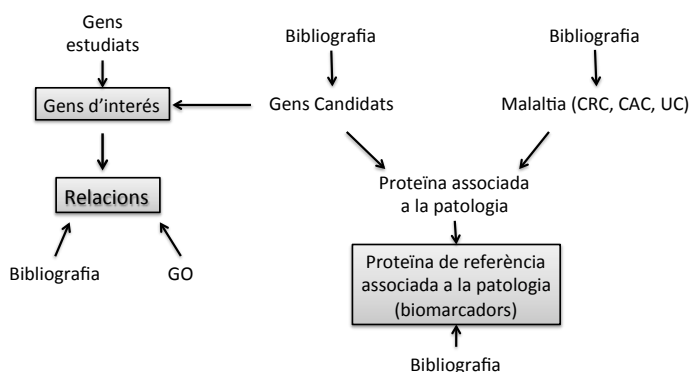 Gens
estudiats
Bibliografia
Bibliografia
Gens d’interés
Gens Candidats
Malaltia (CRC, CAC, UC)
Relacions
Proteïna associada
a la patologia
Bibliografia
GO
Proteïna de referència
associada a la patologia
(biomarcadors)
Bibliografia